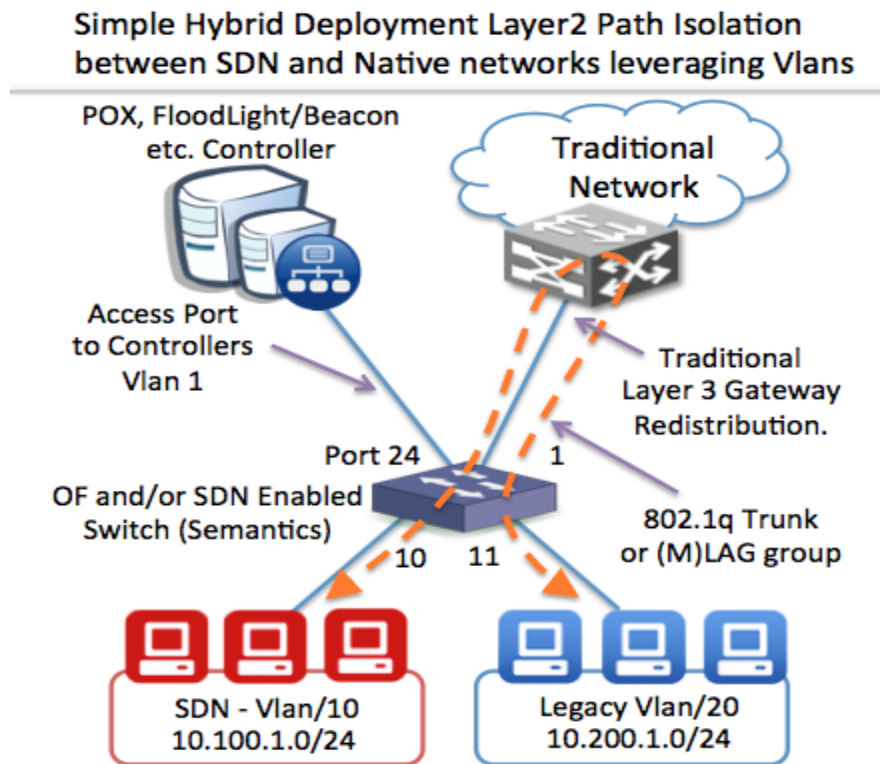 Simple Hybrid Deployment Layer2 Path Isolation
between SDN and Native networks leveraging Vlans
POX, FloodLight/Beacon
etc. Controller
Traditional
Network
Access Port
to Controllers
Vlan 1
Traditional
Layer 3 Gateway
Redistribution.
Port 24
1
OF and/or SDN Enabled
Switch (Semantics)
802.1q Trunk
or (M)LAG group
10
11
SDN - Vlan/10
10.100.1.0/24
Legacy Vlan/20
10.200.1.0/24